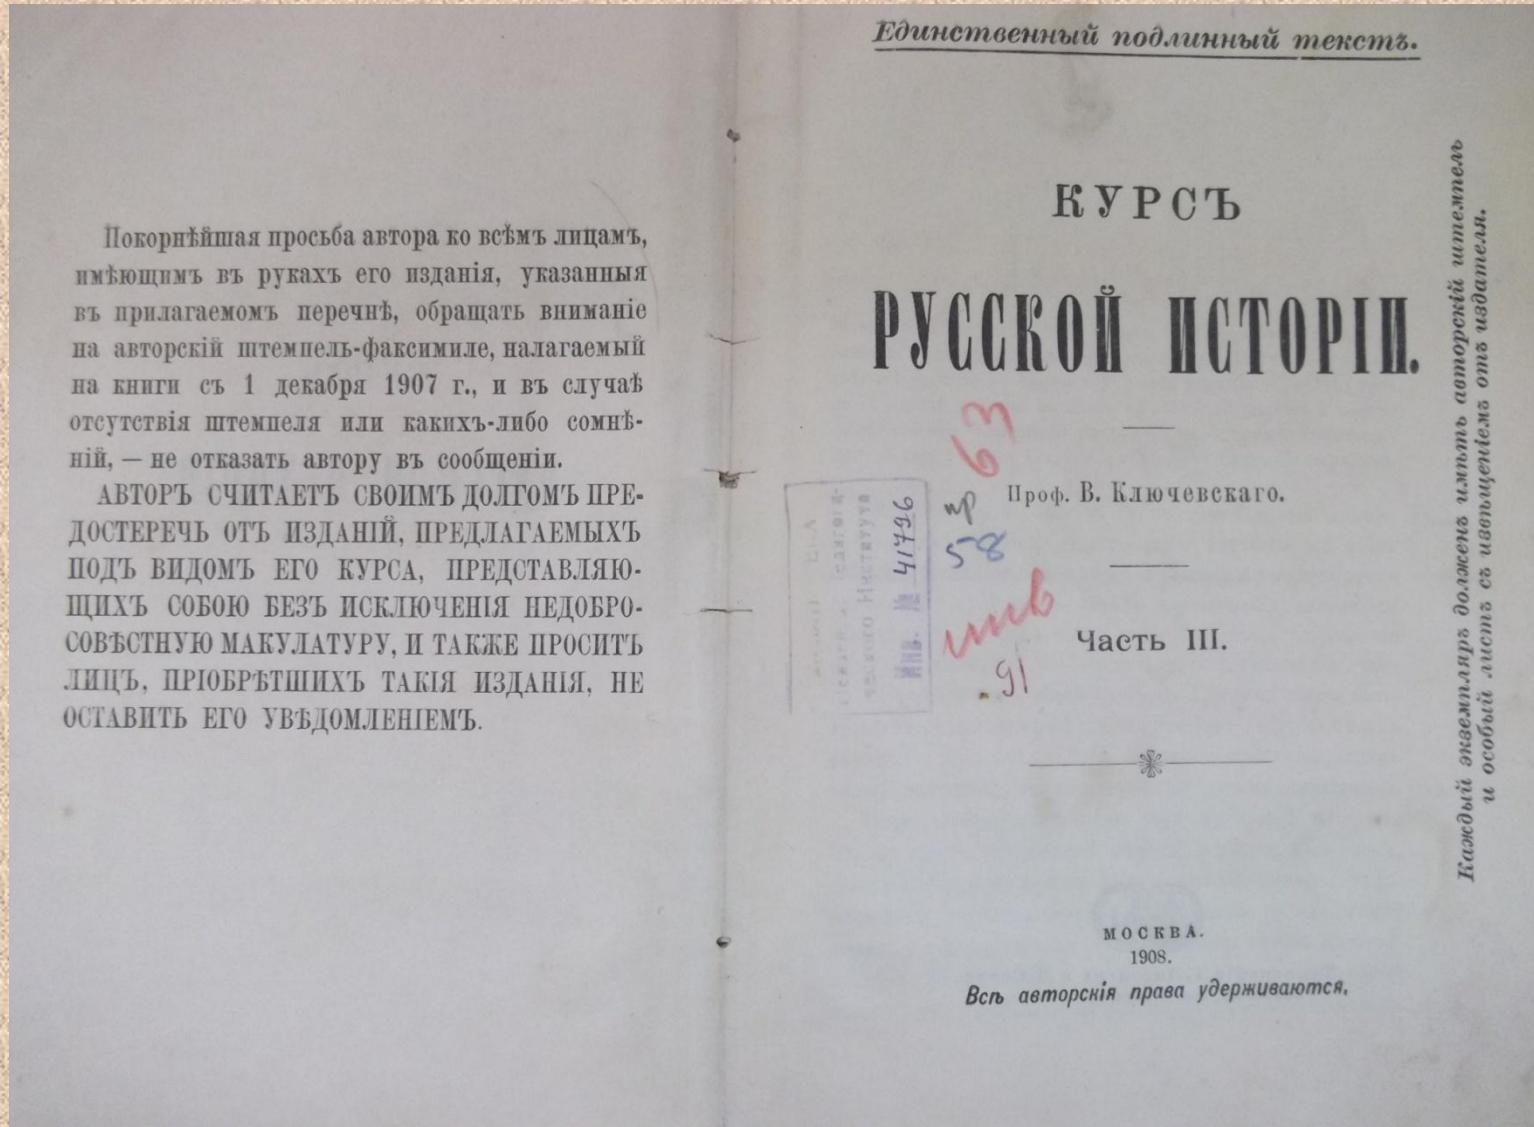 Покорнѣйшая просьба автора ко всѣмъ лицамъ,
имѣющимъ въ рукахъ его изданія, указанныя
въ прилагаемомъ перечнѣ, обращать вниманіе
на авторскій штемпель-факсимиле, налагаемый
на книги съ 1 декабря 1907 г., и въ случаѣ
отсутствія штемпеля или какихъ-либо сомнѣ-
ній, — не отказать автору въ сообщеніи.
АВТОРЪ СЧИТАЕТЪ СВОИМЪ ДОЛГОМЪ ПРЕ-
ДОСТЕРЕЧЬ ОТЪ ИЗДАНІЙ, ПРЕДЛАГАЕМЫХЪ
ПОДЪ ВИДОМЪ ЕГО КУРСА, ПРЕДСТАВЛЯЮ-
ЩИХЪ СОБОЮ БЕЗЪ ИСКЛЮЧЕНІЯ НЕДОБРО-
СОВѢСТНУЮ МАКУЛАТУРУ, И ТАКЖЕ ПРОСИТЪ
ЛИЦЪ, ПРІОБРѢТШИХЪ ТАКІЯ ИЗДАНІЯ, НЕ
ОСТАВИТЬ ЕГО УВѢДОМЛЕНІЕМЪ.
Единственный подлинный текстъ.
КУРСЪ
РУССКОЙ ИСТОРІИ.
63
Проф. В. Ключевскаго.
пр
58
Института
Инв. № 41726
инв
91
Часть III.
МОСКВА.
1908.
Всѣ авторскія права удерживаются.
Каждый экземпляръ долженъ имѣть авторскій штемпель
и особый листъ съ извѣщеніемъ отъ издателя.